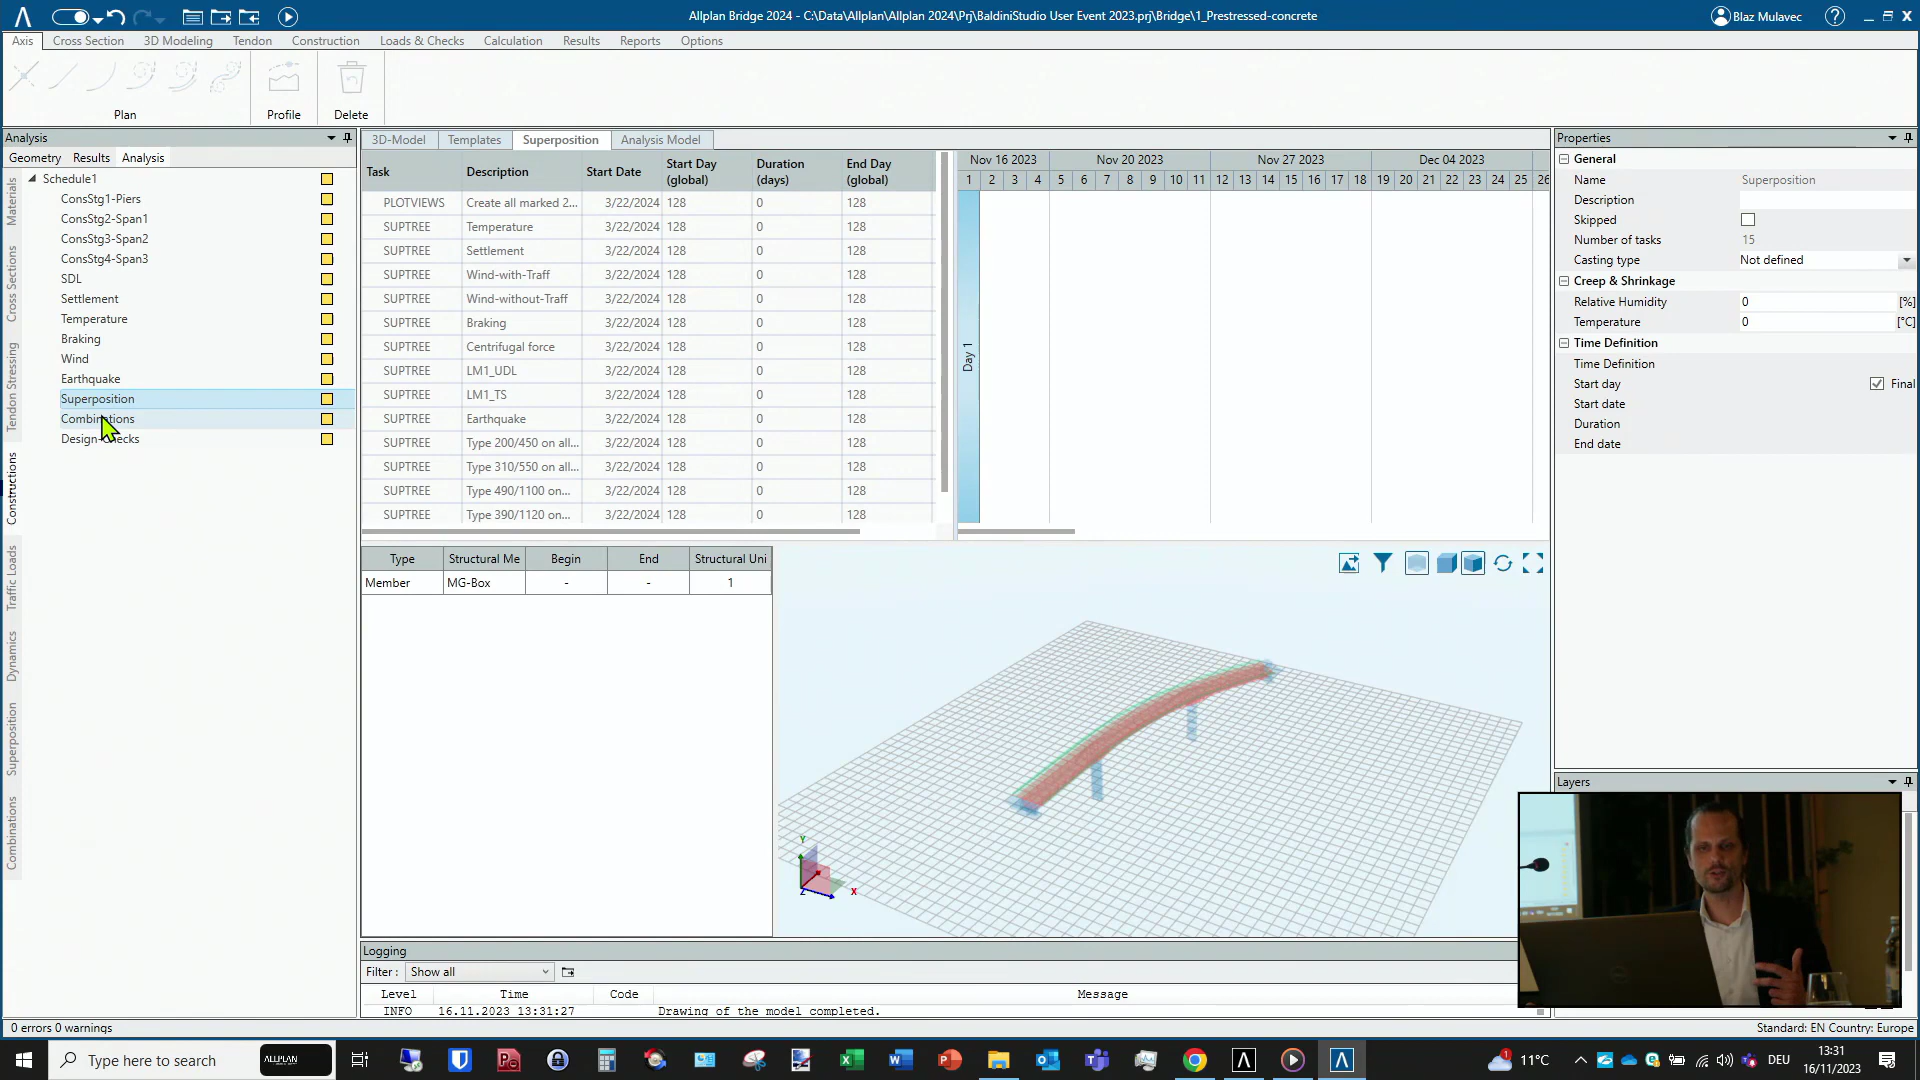 Allplan Bridge 2024 - C:\Data\Allplan\Allplan 2024\Prj\BaldiniStudio User Event 2023.prj\Bridge\1_Prestressed-concrete
Blaz Mulavec
Axis Cross Section 3D Modeling Tendon Construction Loads & Checks Calculation Results Reports Options
Plan Profile Delete
Analysis
Geometry Results Analysis
Schedule1
ConsStg1-Piers
ConsStg2-Span1
ConsStg3-Span2
ConsStg4-Span3
SDL
Settlement
Temperature
Braking
Wind
Earthquake
Superposition
Combinations
Materials
Cross Sections
Tendon Stressing
Constructions
Traffic Loads
Dynamics
Superposition
Combinations
3D-Model Templates Superposition Analysis Model
Task Description Start Date Start Day (global) Duration (days) End Day (global)
PLOTVIEWS Create all marked 2... 3/22/2024 128 0 128
SUPTREE Temperature 3/22/2024 128 0 128
SUPTREE Settlement 3/22/2024 128 0 128
SUPTREE Wind-with-Traff 3/22/2024 128 0 128
SUPTREE Wind-without-Traff 3/22/2024 128 0 128
SUPTREE Braking 3/22/2024 128 0 128
SUPTREE Centrifugal force 3/22/2024 128 0 128
SUPTREE LM1_UDL 3/22/2024 128 0 128
SUPTREE LM1_TS 3/22/2024 128 0 128
SUPTREE Earthquake 3/22/2024 128 0 128
SUPTREE Type 200/450 on all... 3/22/2024 128 0 128
SUPTREE Type 310/550 on all... 3/22/2024 128 0 128
SUPTREE Type 490/1100 on... 3/22/2024 128 0 128
SUPTREE Type 390/1120 on... 3/22/2024 128 0 128
Nov 16 2023 Nov 20 2023 Nov 27 2023 Dec 04 2023
1 2 3 4 5 6 7 8 9 10 11 12 13 14 15 16 17 18 19 20 21 22 23 24 25 26
Day 1
Type Structural Me Begin End Structural Uni
Member MG-Box - - 1
Y
Z
X
Logging
Filter : Show all
Level Time Code Message
INFO 16.11.2023 13:31:27 Drawing of the model completed.
Properties
General
Name Superposition
Description
Skipped
Number of tasks 15
Casting type Not defined
Creep & Shrinkage
Relative Humidity 0 [%]
Temperature 0 [°C]
Time Definition
Time Definition
Start day Final
Start date
Duration
End date
Layers
0 errors 0 warnings
Standard: EN Country: Europe
Type here to search
ALLPLAN
11°C
DEU
13:31
16/11/2023